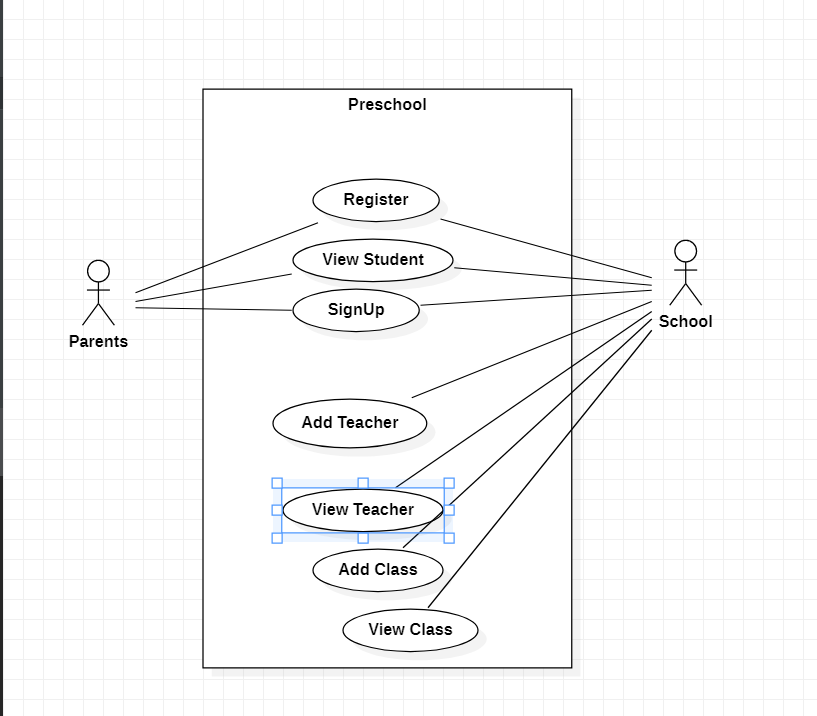 Preschool
Register
View Student
SignUp
Parents
School
Add Teacher
View Teacher
Add Class
View Class